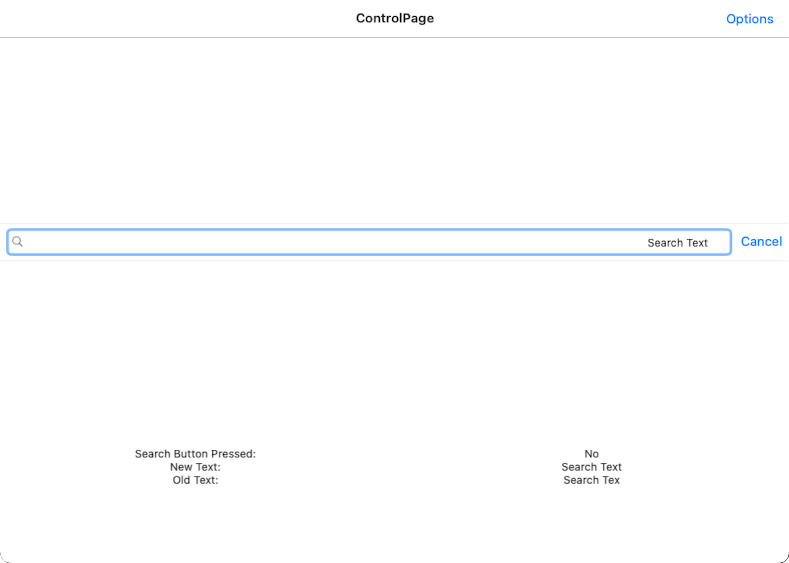 ControlPage
Options
Search Text
Cancel
Search Button Pressed: No
New Text: Search Text
Old Text: Search Tex